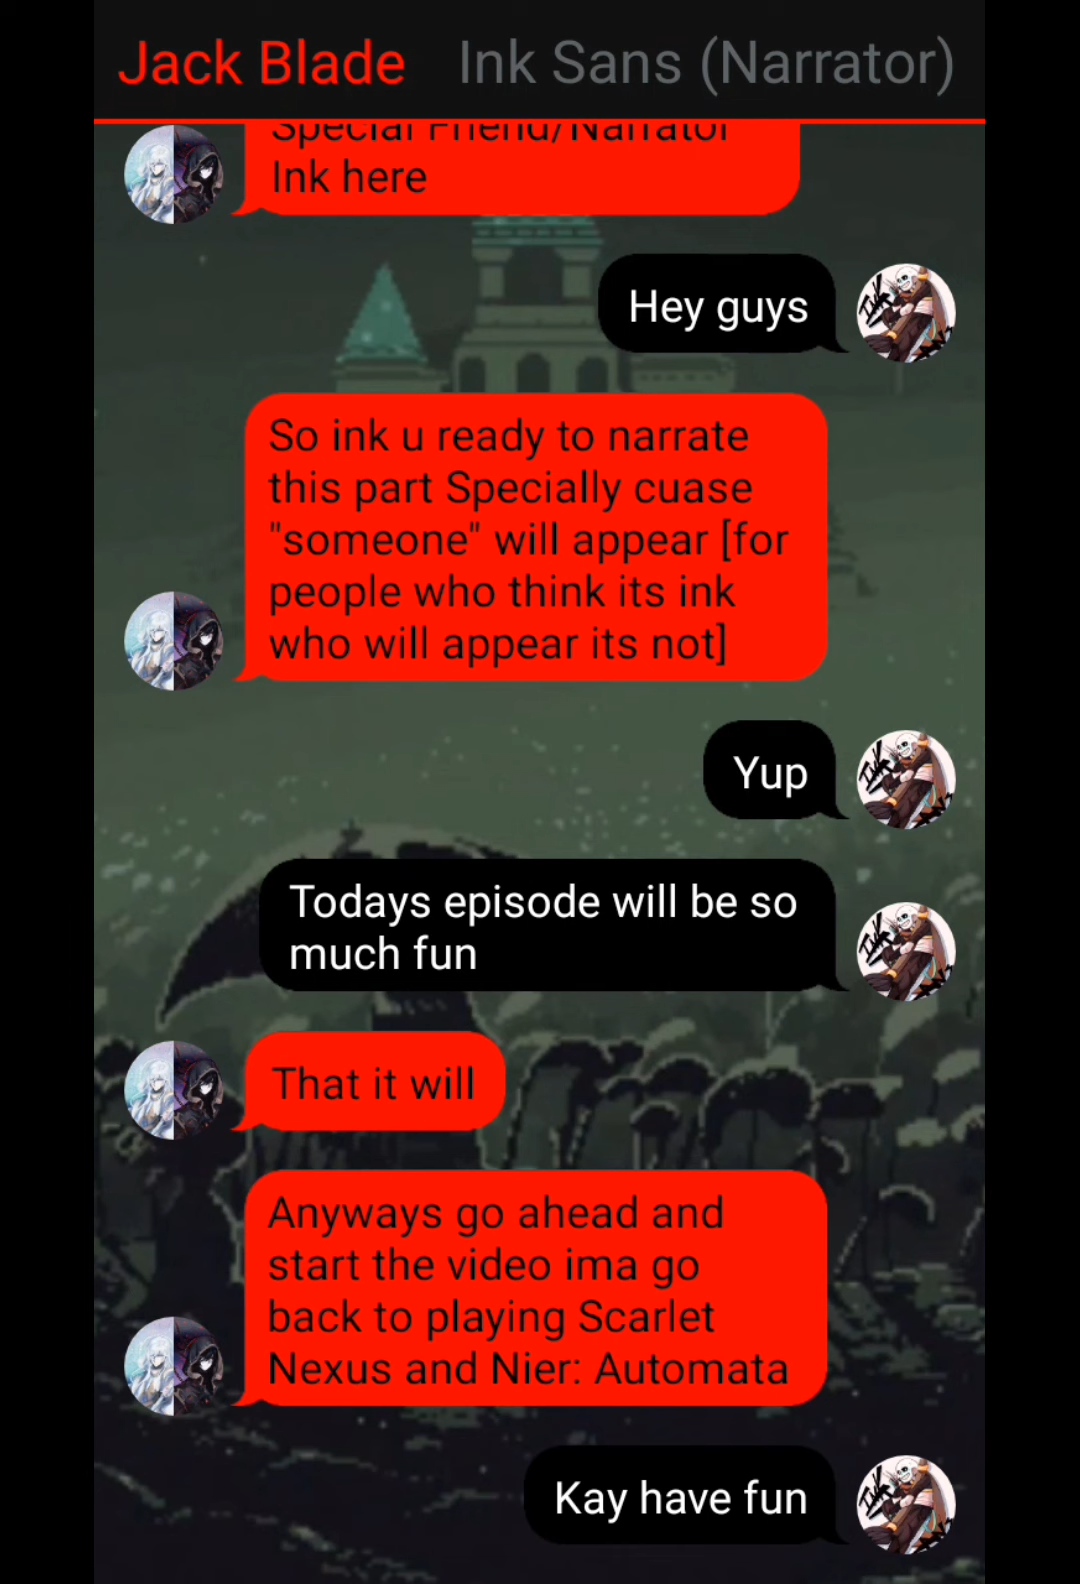 Jack Blade Ink Sans (Narrator)
Special Friend/Narrator
Ink here
Hey guys
So ink u ready to narrate
this part Specially cuase
"someone" will appear [for
people who think its ink
who will appear its not]
Yup
Todays episode will be so
much fun
That it will
Anyways go ahead and
start the video ima go
back to playing Scarlet
Nexus and Nier: Automata
Kay have fun